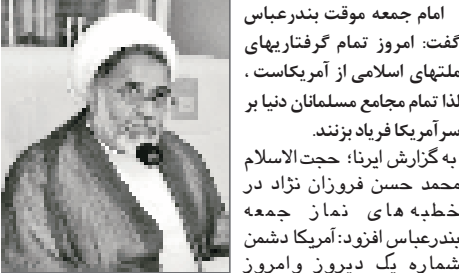 امام جمعه موقت بندرعباس
گفت: امروز تمام گرفتاریهای
ملتهای اسلامی از آمریکاست ،
لذا تمام مجامع مسلمانان دنیا بر
سرآمریکا فریاد بزنند.
به گزارش ایرنا؛ حجت الاسلام
محمد حسن فروزان نژاد در
خطبه های نماز جمعه
بندرعباس افزود: آمریکا دشمن
شماره یک دیروز وامروز